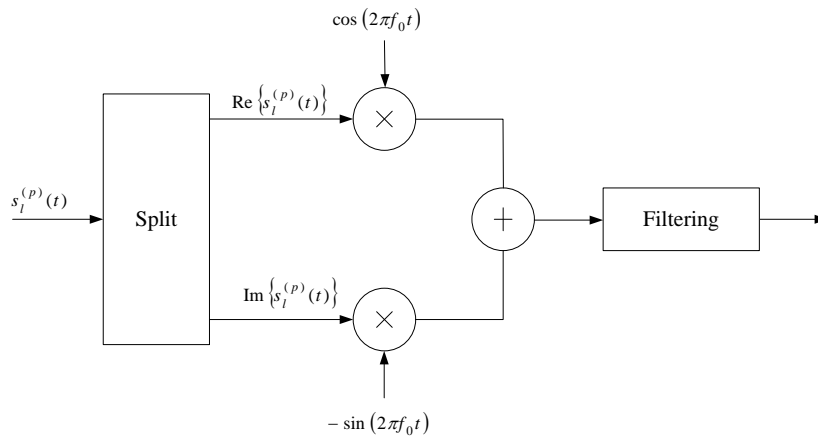 cos (2πf₀t)
Re {s_l^(p)(t)}
×
s_l^(p)(t)
Split
+
Filtering
Im {s_l^(p)(t)}
×
− sin (2πf₀t)